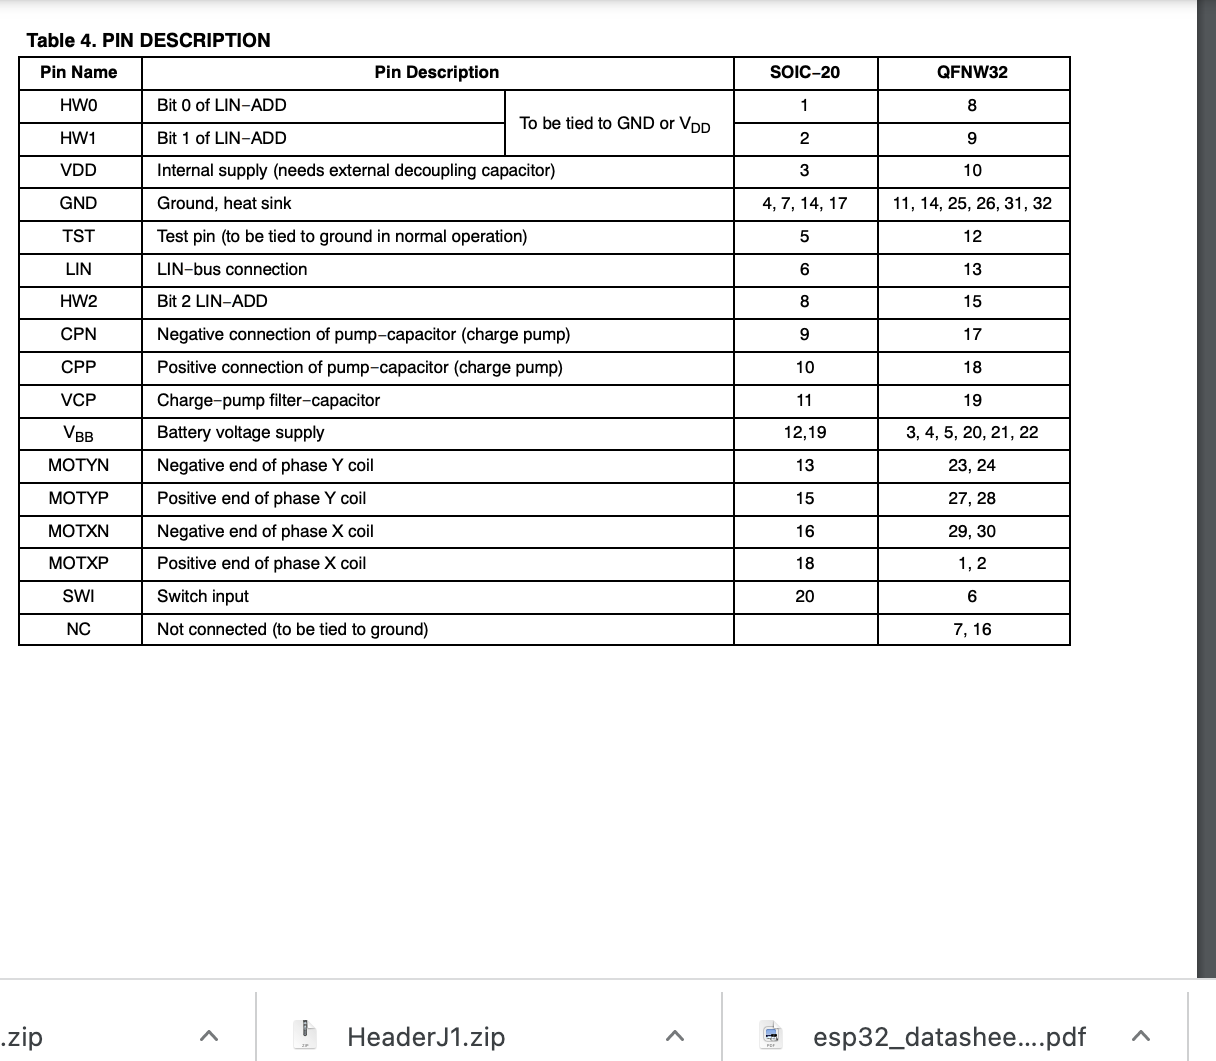 Table 4. PIN DESCRIPTION
Pin Name Pin Description SOIC−20 QFNW32
HW0 Bit 0 of LIN−ADD To be tied to GND or VDD 1 8
HW1 Bit 1 of LIN−ADD 2 9
VDD Internal supply (needs external decoupling capacitor) 3 10
GND Ground, heat sink 4, 7, 14, 17 11, 14, 25, 26, 31, 32
TST Test pin (to be tied to ground in normal operation) 5 12
LIN LIN−bus connection 6 13
HW2 Bit 2 LIN−ADD 8 15
CPN Negative connection of pump−capacitor (charge pump) 9 17
CPP Positive connection of pump−capacitor (charge pump) 10 18
VCP Charge−pump filter−capacitor 11 19
VBB Battery voltage supply 12,19 3, 4, 5, 20, 21, 22
MOTYN Negative end of phase Y coil 13 23, 24
MOTYP Positive end of phase Y coil 15 27, 28
MOTXN Negative end of phase X coil 16 29, 30
MOTXP Positive end of phase X coil 18 1, 2
SWI Switch input 20 6
NC Not connected (to be tied to ground) 7, 16
.zip HeaderJ1.zip esp32_datashee....pdf